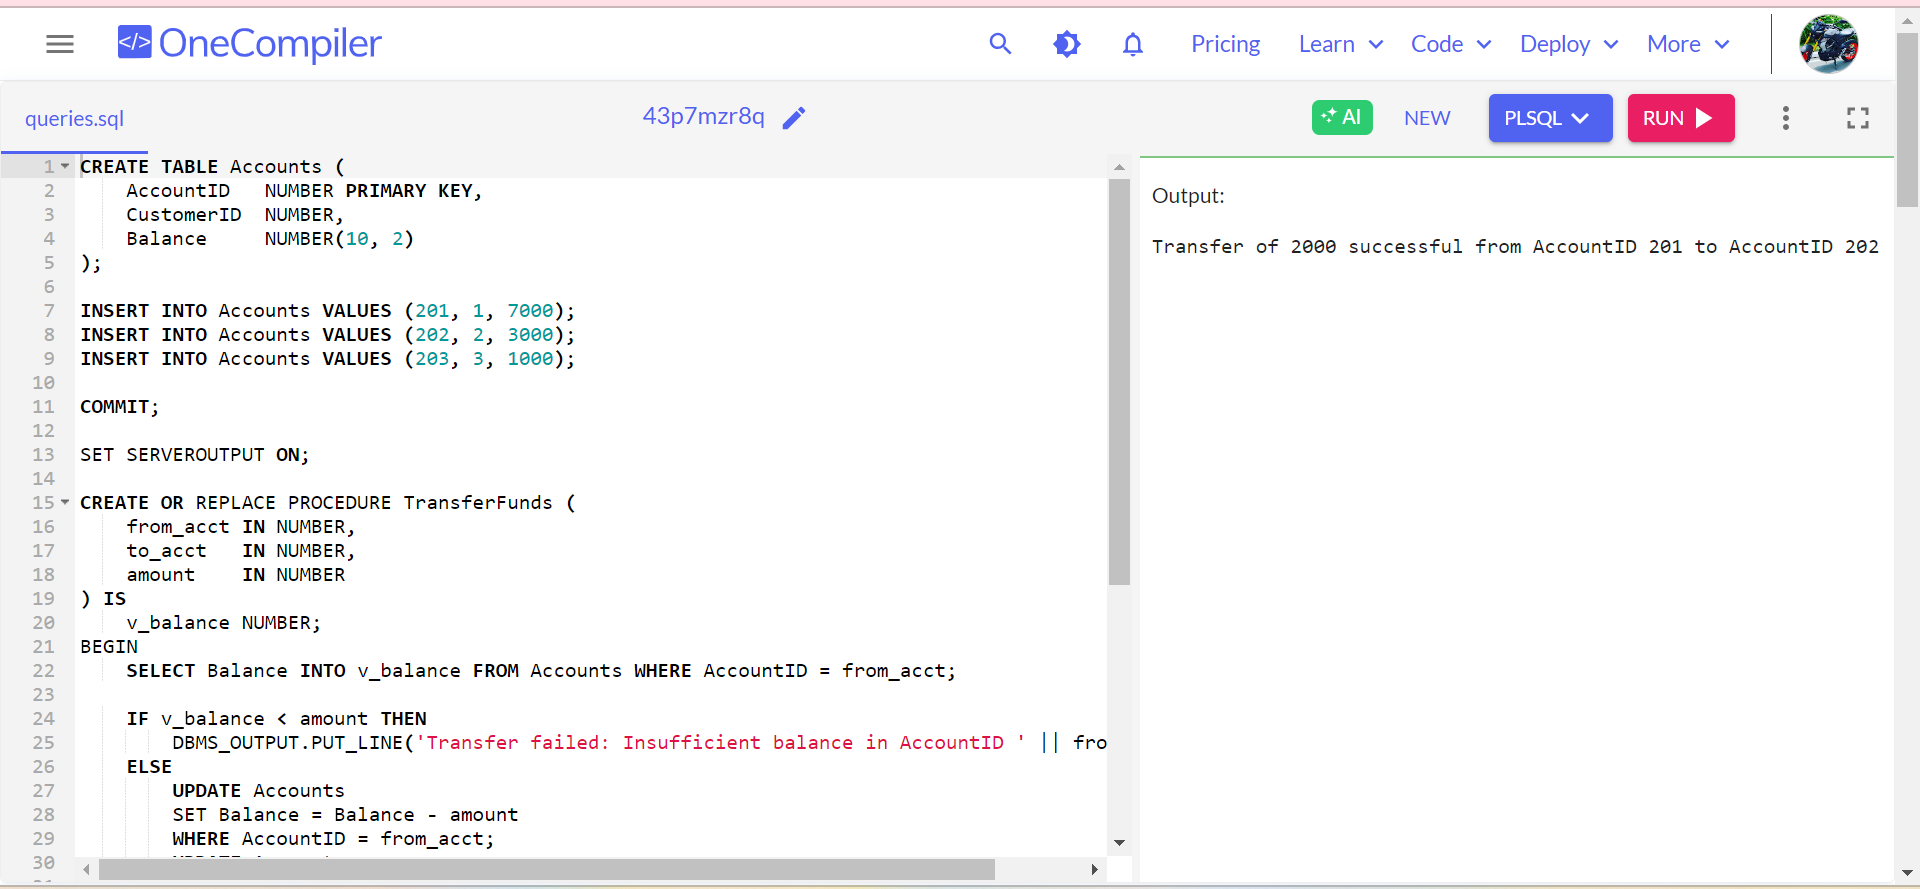 </> OneCompiler
Pricing Learn Code Deploy More
queries.sql
43p7mzr8q
AI NEW PLSQL RUN
1 CREATE TABLE Accounts (
2     AccountID   NUMBER PRIMARY KEY,
3     CustomerID  NUMBER,
4     Balance     NUMBER(10, 2)
5 );
6
7 INSERT INTO Accounts VALUES (201, 1, 7000);
8 INSERT INTO Accounts VALUES (202, 2, 3000);
9 INSERT INTO Accounts VALUES (203, 3, 1000);
10
11 COMMIT;
12
13 SET SERVEROUTPUT ON;
14
15 CREATE OR REPLACE PROCEDURE TransferFunds (
16     from_acct IN NUMBER,
17     to_acct   IN NUMBER,
18     amount    IN NUMBER
19 ) IS
20     v_balance NUMBER;
21 BEGIN
22     SELECT Balance INTO v_balance FROM Accounts WHERE AccountID = from_acct;
23
24     IF v_balance < amount THEN
25         DBMS_OUTPUT.PUT_LINE('Transfer failed: Insufficient balance in AccountID ' || fro
26     ELSE
27         UPDATE Accounts
28         SET Balance = Balance - amount
29         WHERE AccountID = from_acct;
30
Output:
Transfer of 2000 successful from AccountID 201 to AccountID 202